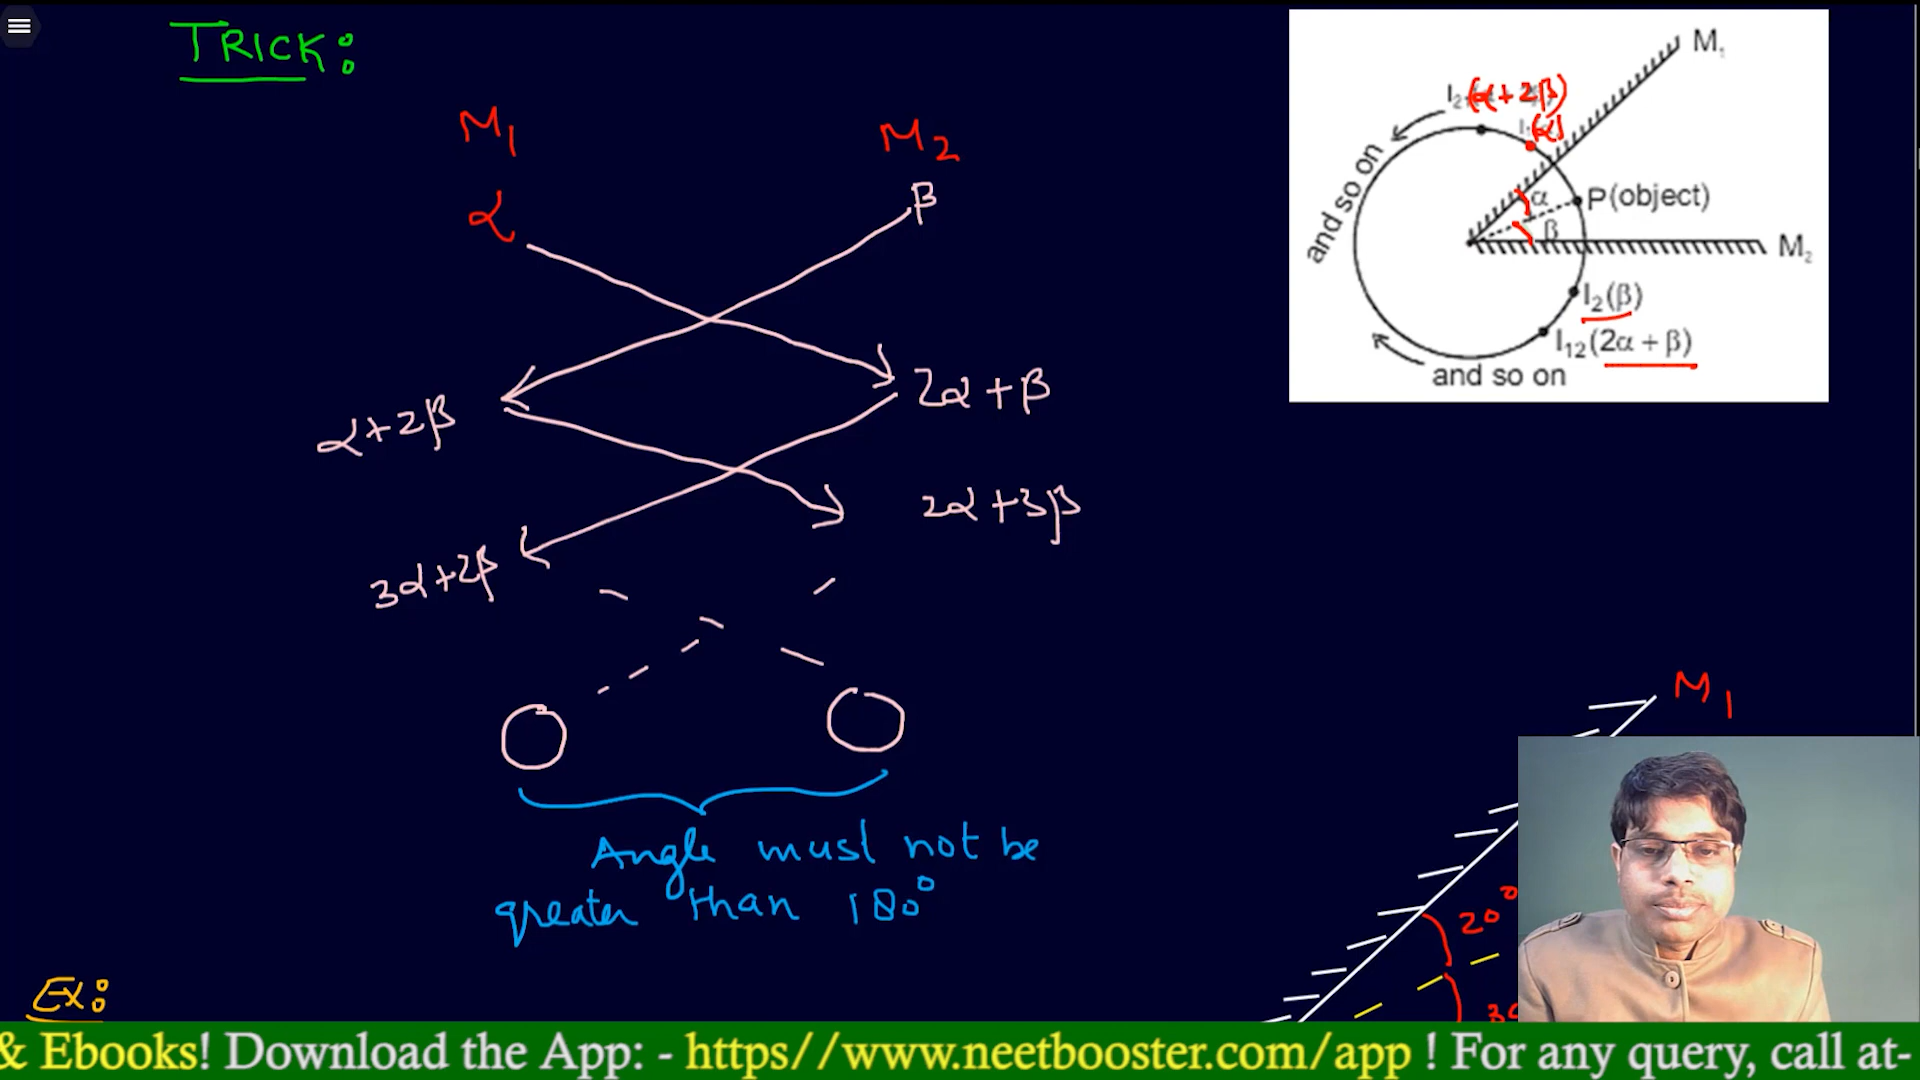 TRICK:
M1 M2
α β
α+2β 2α+β
2α+3β
3α+2β
Angle must not be
greater than 180°
Ex:
M1
(α+2β)
(α)
α
P(object)
β
M2
I2(β)
I12(2α + β)
and so on
and so on
M1
20°
& Ebooks! Download the App: - https//www.neetbooster.com/app ! For any query, call at-